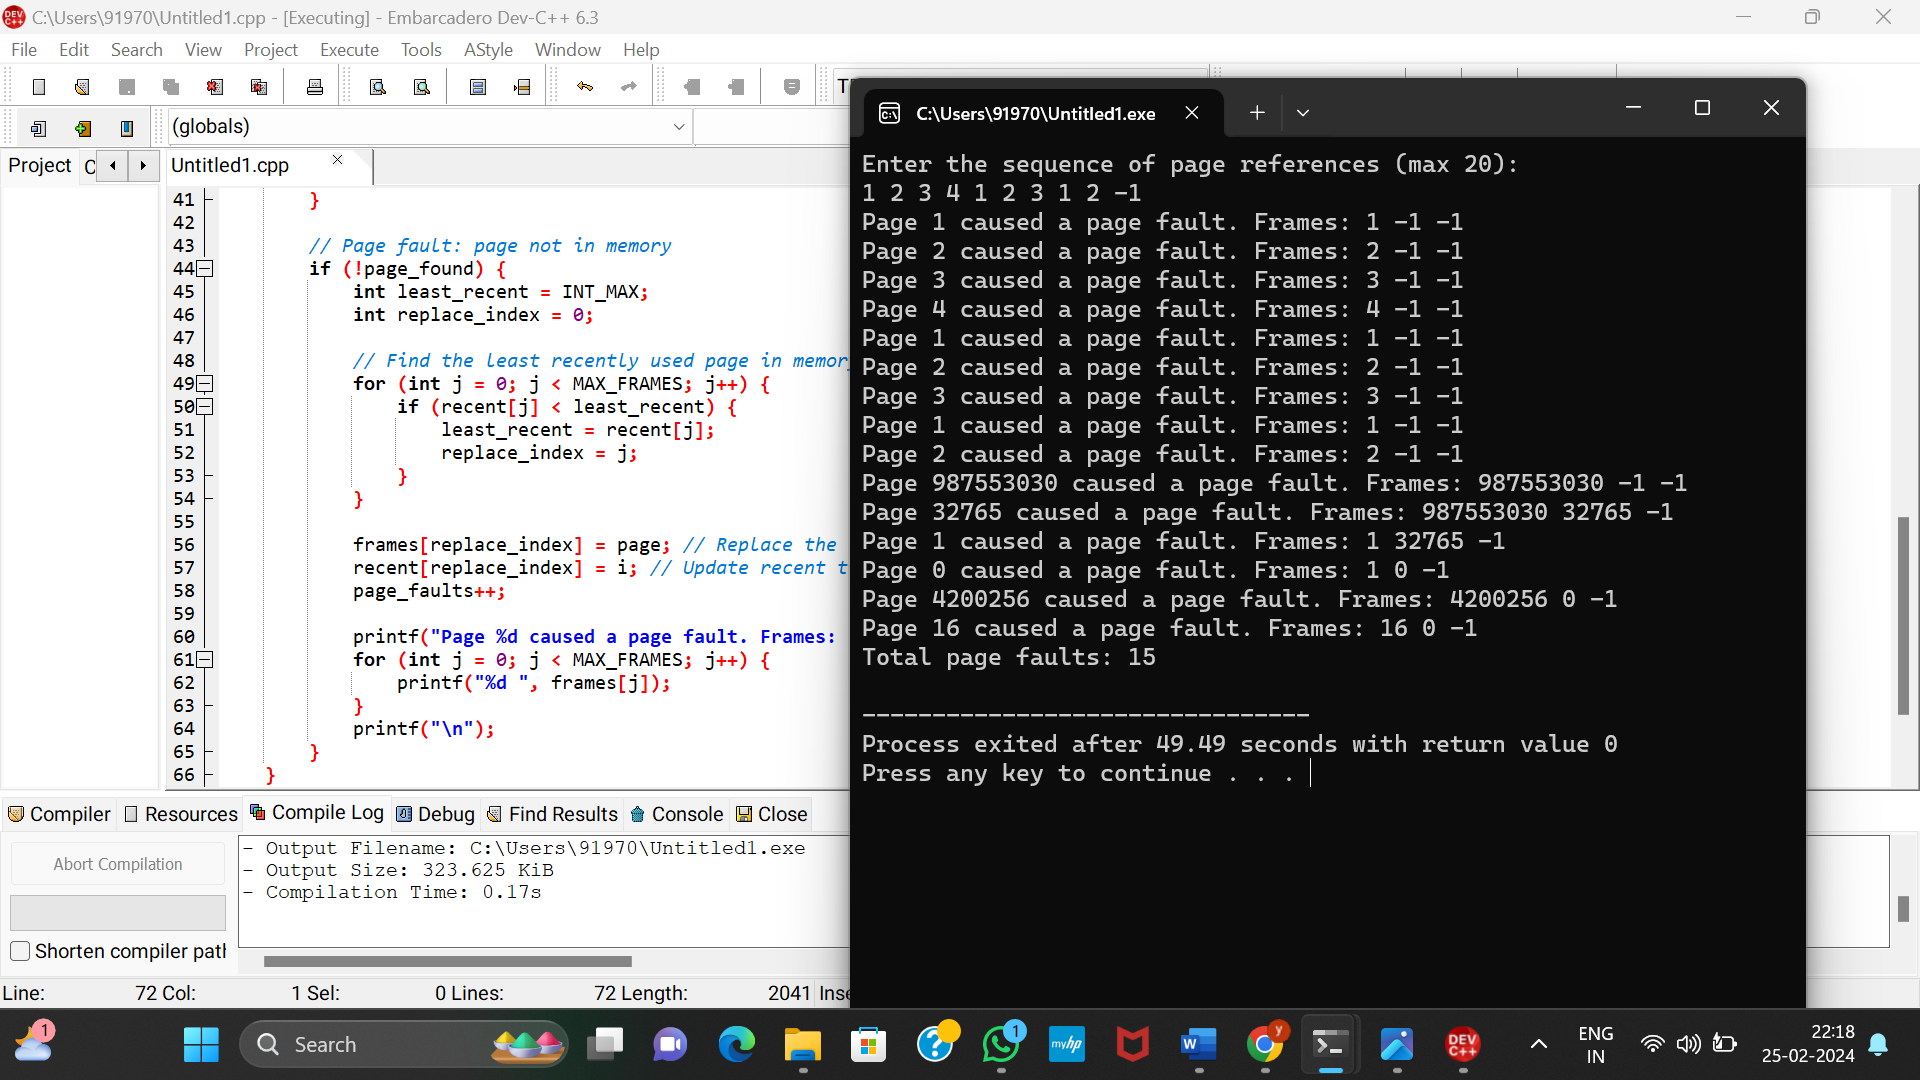 C:\Users\91970\Untitled1.cpp - [Executing] - Embarcadero Dev-C++ 6.3
File Edit Search View Project Execute Tools AStyle Window Help
(globals)
Project
Untitled1.cpp
41 }
42
43 // Page fault: page not in memory
44 if (!page_found) {
45 int least_recent = INT_MAX;
46 int replace_index = 0;
47
48 // Find the least recently used page in memor
49 for (int j = 0; j < MAX_FRAMES; j++) {
50 if (recent[j] < least_recent) {
51 least_recent = recent[j];
52 replace_index = j;
53 }
54 }
55
56 frames[replace_index] = page; // Replace the
57 recent[replace_index] = i; // Update recent t
58 page_faults++;
59
60 printf("Page %d caused a page fault. Frames:
61 for (int j = 0; j < MAX_FRAMES; j++) {
62 printf("%d ", frames[j]);
63 }
64 printf("\n");
65 }
66 }
C:\Users\91970\Untitled1.exe
Enter the sequence of page references (max 20):
1 2 3 4 1 2 3 1 2 -1
Page 1 caused a page fault. Frames: 1 -1 -1
Page 2 caused a page fault. Frames: 2 -1 -1
Page 3 caused a page fault. Frames: 3 -1 -1
Page 4 caused a page fault. Frames: 4 -1 -1
Page 1 caused a page fault. Frames: 1 -1 -1
Page 2 caused a page fault. Frames: 2 -1 -1
Page 3 caused a page fault. Frames: 3 -1 -1
Page 1 caused a page fault. Frames: 1 -1 -1
Page 2 caused a page fault. Frames: 2 -1 -1
Page 987553030 caused a page fault. Frames: 987553030 -1 -1
Page 32765 caused a page fault. Frames: 987553030 32765 -1
Page 1 caused a page fault. Frames: 1 32765 -1
Page 0 caused a page fault. Frames: 1 0 -1
Page 4200256 caused a page fault. Frames: 4200256 0 -1
Page 16 caused a page fault. Frames: 16 0 -1
Total page faults: 15
--------------------------------
Process exited after 49.49 seconds with return value 0
Press any key to continue . . .
Compiler Resources Compile Log Debug Find Results Console Close
Abort Compilation
Shorten compiler path
- Output Filename: C:\Users\91970\Untitled1.exe
- Output Size: 323.625 KiB
- Compilation Time: 0.17s
Line: 72 Col: 1 Sel: 0 Lines: 72 Length: 2041 Inse
1
Search
1
myhp
W
y
DEV C++
ENG
IN
22:18
25-02-2024